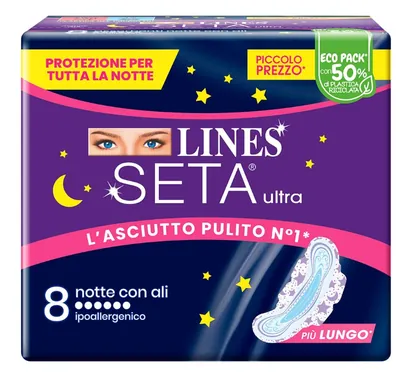 PROTEZIONE PER
TUTTA LA NOTTE
PICCOLO
PREZZO*
ECO PACK*
con 50%
di PLASTICA
RICICLATA
LINES
SETA® ultra
L'ASCIUTTO PULITO N°1*
8 notte con ali
ipoallergenico
PIÙ LUNGO*